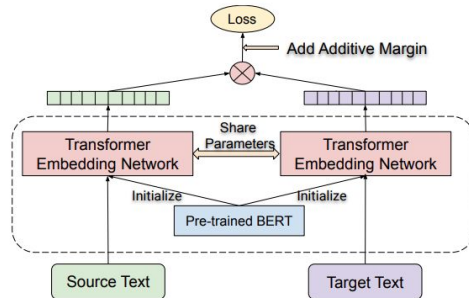 Loss
Add Additive Margin
Transformer
Embedding Network
Share
Parameters
Transformer
Embedding Network
Initialize
Initialize
Pre-trained BERT
Source Text
Target Text